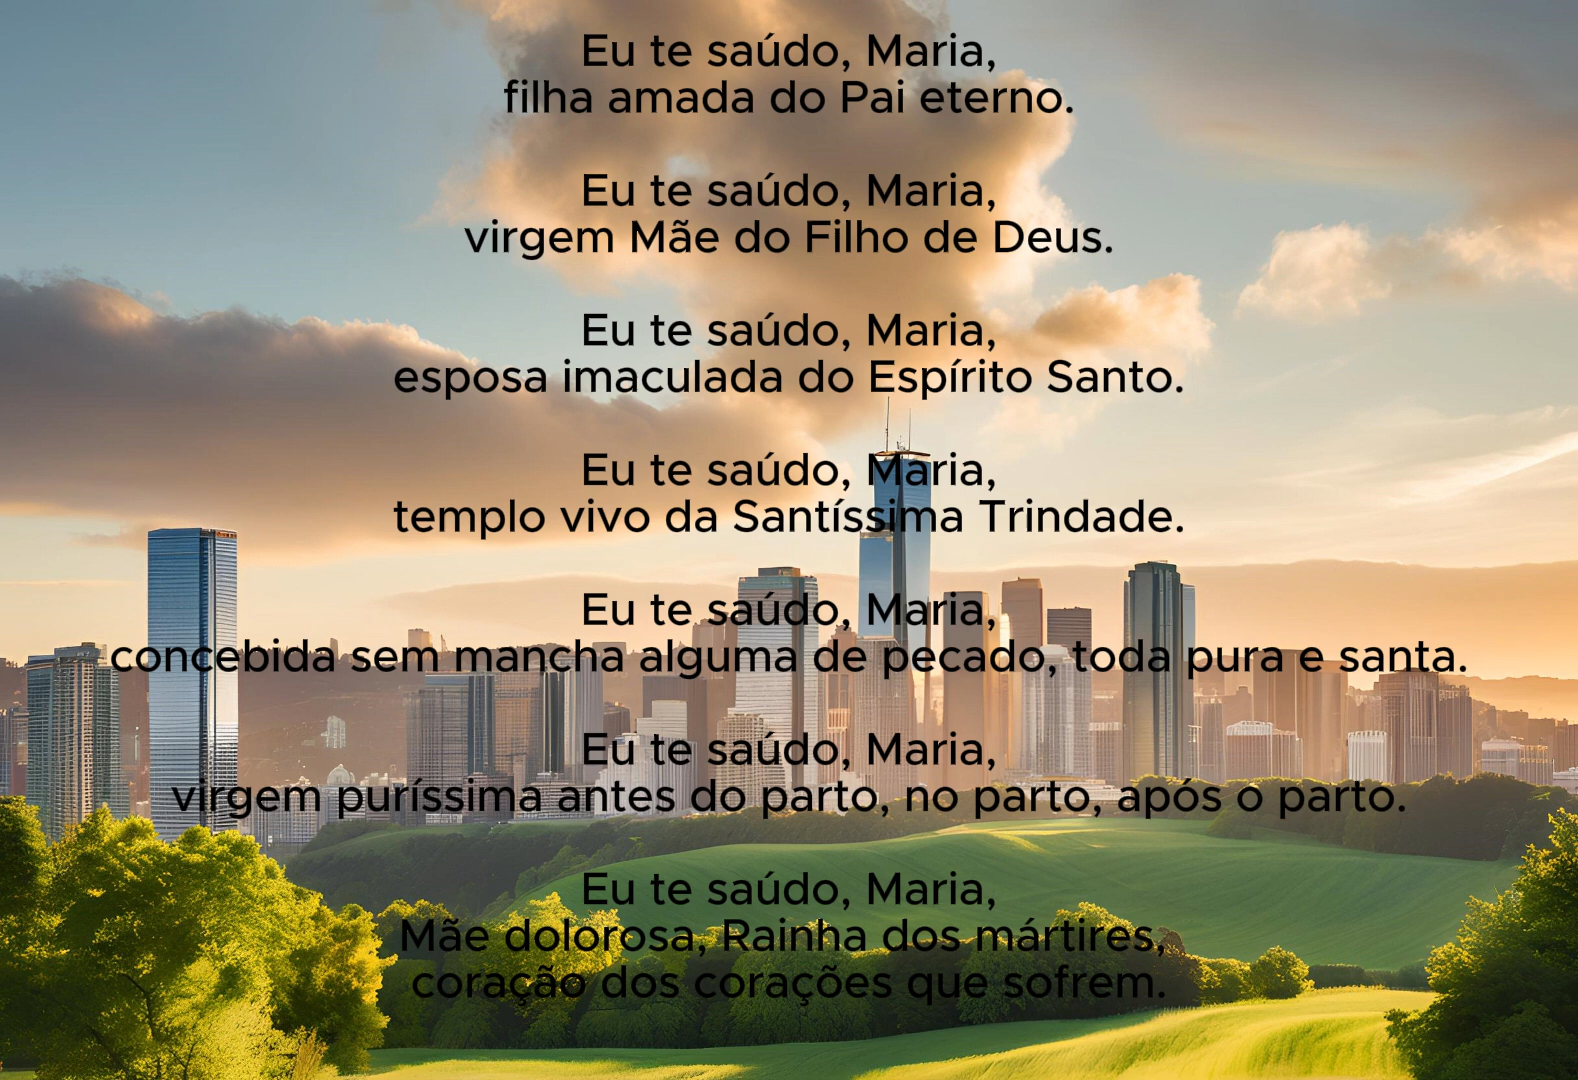 Eu te saúdo, Maria,
filha amada do Pai eterno.
Eu te saúdo, Maria,
virgem Mãe do Filho de Deus.
Eu te saúdo, Maria,
esposa imaculada do Espírito Santo.
Eu te saúdo, Maria,
templo vivo da Santíssima Trindade.
Eu te saúdo, Maria,
concebida sem mancha alguma de pecado, toda pura e santa.
Eu te saúdo, Maria,
virgem puríssima antes do parto, no parto, após o parto.
Eu te saúdo, Maria,
Mãe dolorosa, Rainha dos mártires,
coração dos corações que sofrem.